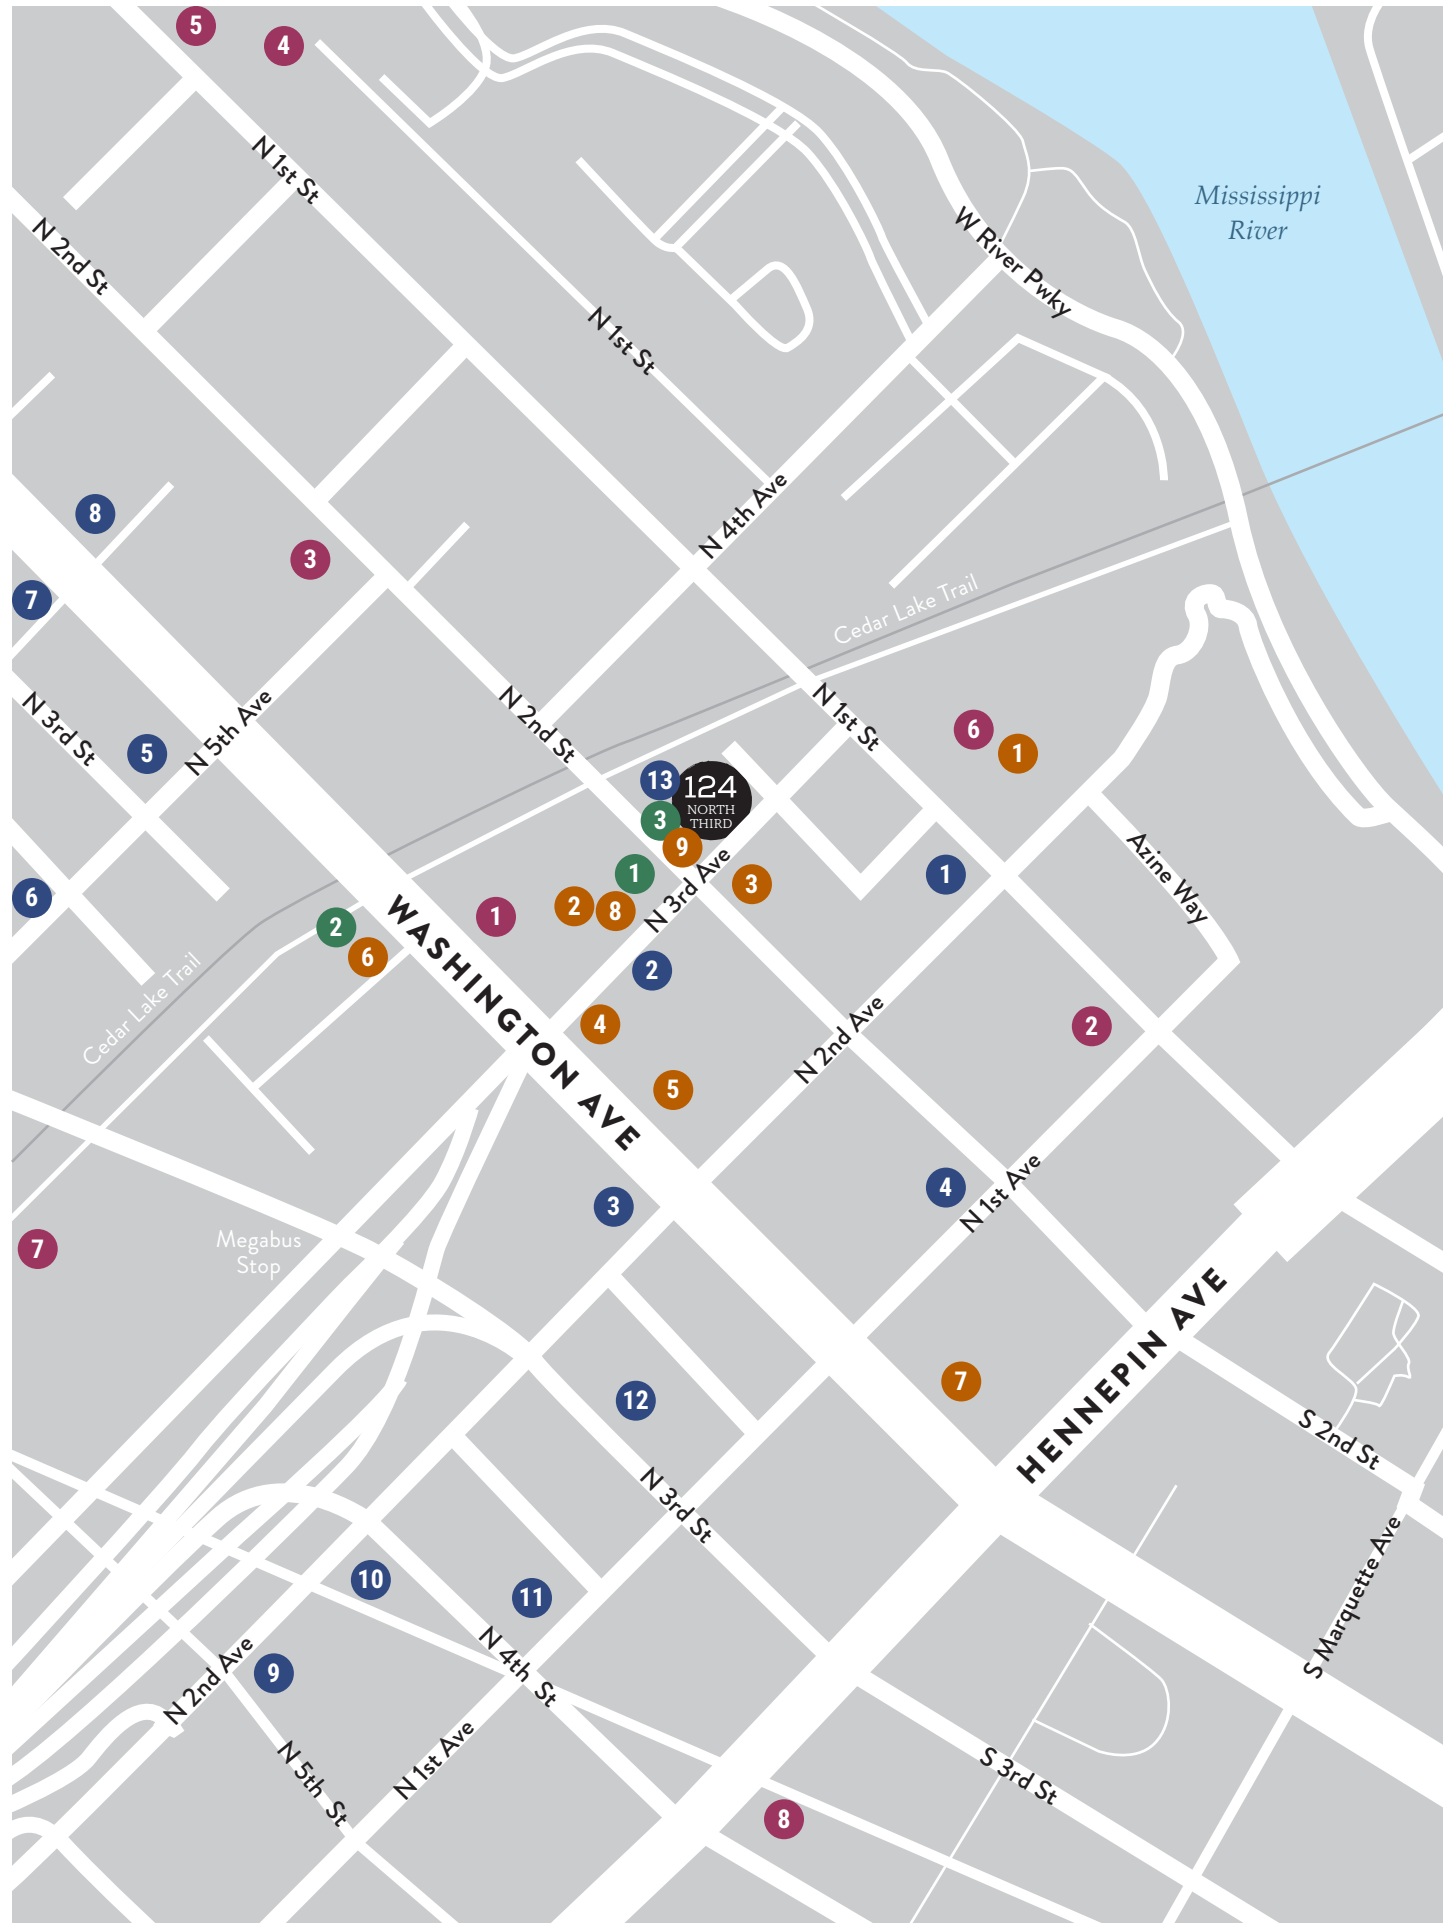 5
4
N 1st St
Mississippi
River
W River Pwky
N 2nd St
N 1st St
8
3
N 4th Ave
7
Cedar Lake Trail
N 3rd St
5
N 5th Ave
N 2nd St
N 1st St
6
1
13
124
NORTH
THIRD
3
9
1
3
1
Azine Way
6
2
6
WASHINGTON AVE
1
2
8
N 3rd Ave
2
Cedar Lake Trail
4
5
N 2nd Ave
2
3
4
N 1st Ave
7
Megabus
Stop
HENNEPIN AVE
7
12
S 2nd St
N 3rd St
S Marquette Ave
10
11
9
N 2nd Ave
N 4th St
N 5th St
N 1st Ave
S 3rd St
8